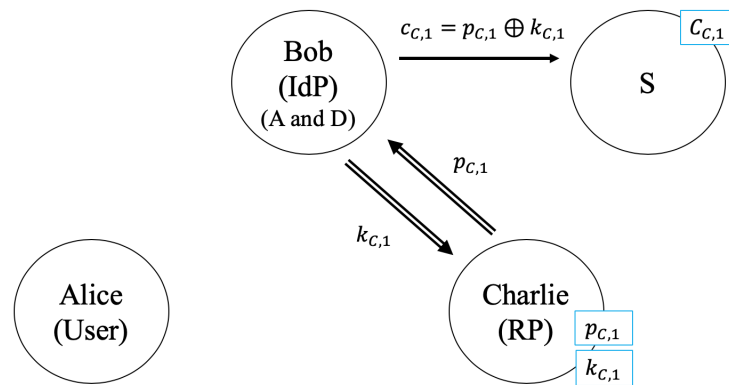 Bob
(IdP)
(A and D)
c_{C,1} = p_{C,1} ⊕ k_{C,1}
C_{C,1}
S
p_{C,1}
k_{C,1}
Alice
(User)
Charlie
(RP)
p_{C,1}
k_{C,1}